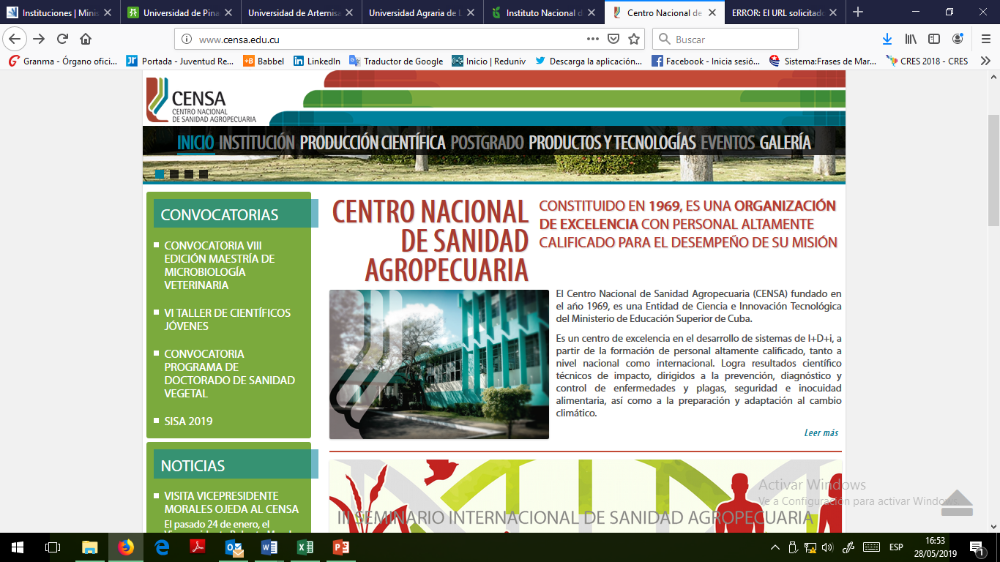 Instituciones | Minis
Universidad de Pina
Universidad de Artemisa
Universidad Agraria de L
Instituto Nacional d
Centro Nacional de
ERROR: El URL solicitado
www.censa.edu.cu
Buscar
Granma - Órgano ofici...
Portada - Juventud Re...
Babbel
LinkedIn
Traductor de Google
Inicio | Reduniv
Descarga la aplicación...
Facebook - Inicia sesió...
Sistema:Frases de Mar...
CRES 2018 - CRES
CENSA
CENTRO NACIONAL
DE SANIDAD AGROPECUARIA
INICIO INSTITUCIÓN PRODUCCIÓN CIENTÍFICA POSTGRADO PRODUCTOS Y TECNOLOGÍAS EVENTOS GALERÍA
CONVOCATORIAS
CONVOCATORIA VIII
EDICIÓN MAESTRÍA DE
MICROBIOLOGÍA
VETERINARIA
VI TALLER DE CIENTÍFICOS
JÓVENES
CONVOCATORIA
PROGRAMA DE
DOCTORADO DE SANIDAD
VEGETAL
SISA 2019
NOTICIAS
VISITA VICEPRESIDENTE
MORALES OJEDA AL CENSA
El pasado 24 de enero, el
CENTRO NACIONAL
DE SANIDAD
AGROPECUARIA
CONSTITUIDO EN 1969, ES UNA ORGANIZACIÓN
DE EXCELENCIA CON PERSONAL ALTAMENTE
CALIFICADO PARA EL DESEMPEÑO DE SU MISIÓN
El Centro Nacional de Sanidad Agropecuaria (CENSA) fundado en
el año 1969, es una Entidad de Ciencia e Innovación Tecnológica
del Ministerio de Educación Superior de Cuba.
Es un centro de excelencia en el desarrollo de sistemas de I+D+i, a
partir de la formación de personal altamente calificado, tanto a
nivel nacional como internacional. Logra resultados científico
técnicos de impacto, dirigidos a la prevención, diagnóstico y
control de enfermedades y plagas, seguridad e inocuidad
alimentaria, así como a la preparación y adaptación al cambio
climático.
Leer más
II SEMINARIO INTERNACIONAL DE SANIDAD AGROPECUARIA
Activar Windows
Ve a Configuración para activar Windows.
ESP
16:53
28/05/2019
1